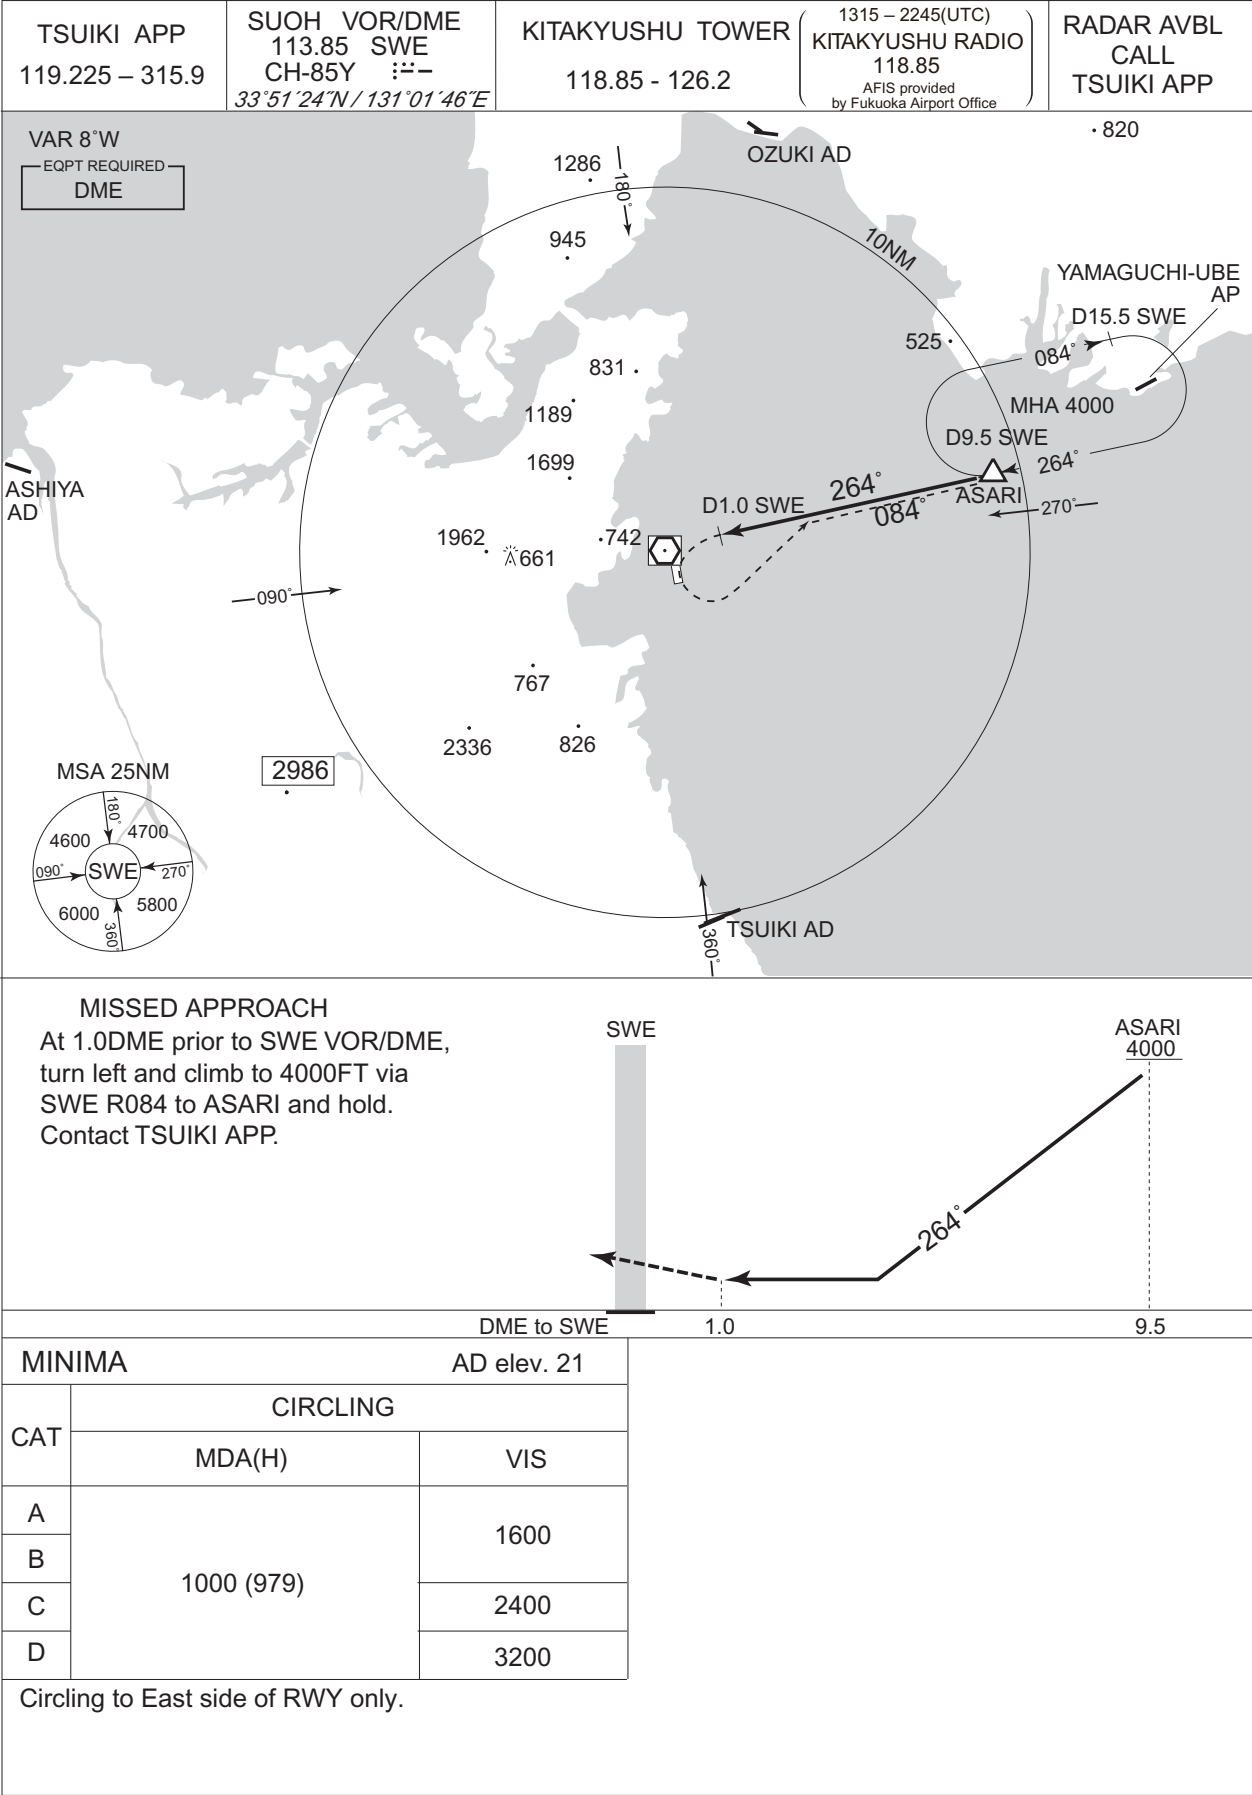 TSUIKI APP
119.225 – 315.9
SUOH VOR/DME
113.85 SWE
CH-85Y
33°51´24˝N / 131°01´46˝E
KITAKYUSHU TOWER
118.85 - 126.2
1315 – 2245(UTC)
KITAKYUSHU RADIO
118.85
AFIS provided
by Fukuoka Airport Office
RADAR AVBL
CALL
TSUIKI APP
VAR 8°W
EQPT REQUIRED
DME
820
OZUKI AD
1286
180°
945
10NM
YAMAGUCHI-UBE
AP
D15.5 SWE
525
084°
831
MHA 4000
1189
D9.5 SWE
1699
264°
ASHIYA
AD
264°
ASARI
D1.0 SWE
084°
270°
1962
661
742
090°
767
2336
826
2986
MSA 25NM
180°
4600
4700
090°
SWE
270°
6000
5800
360°
TSUIKI AD
360°
MISSED APPROACH
At 1.0DME prior to SWE VOR/DME,
turn left and climb to 4000FT via
SWE R084 to ASARI and hold.
Contact TSUIKI APP.
SWE
ASARI
4000
264°
DME to SWE
1.0
9.5
MINIMA
AD elev. 21
CAT
CIRCLING
MDA(H)
VIS
A
B
C
D
1000 (979)
1600
2400
3200
Circling to East side of RWY only.